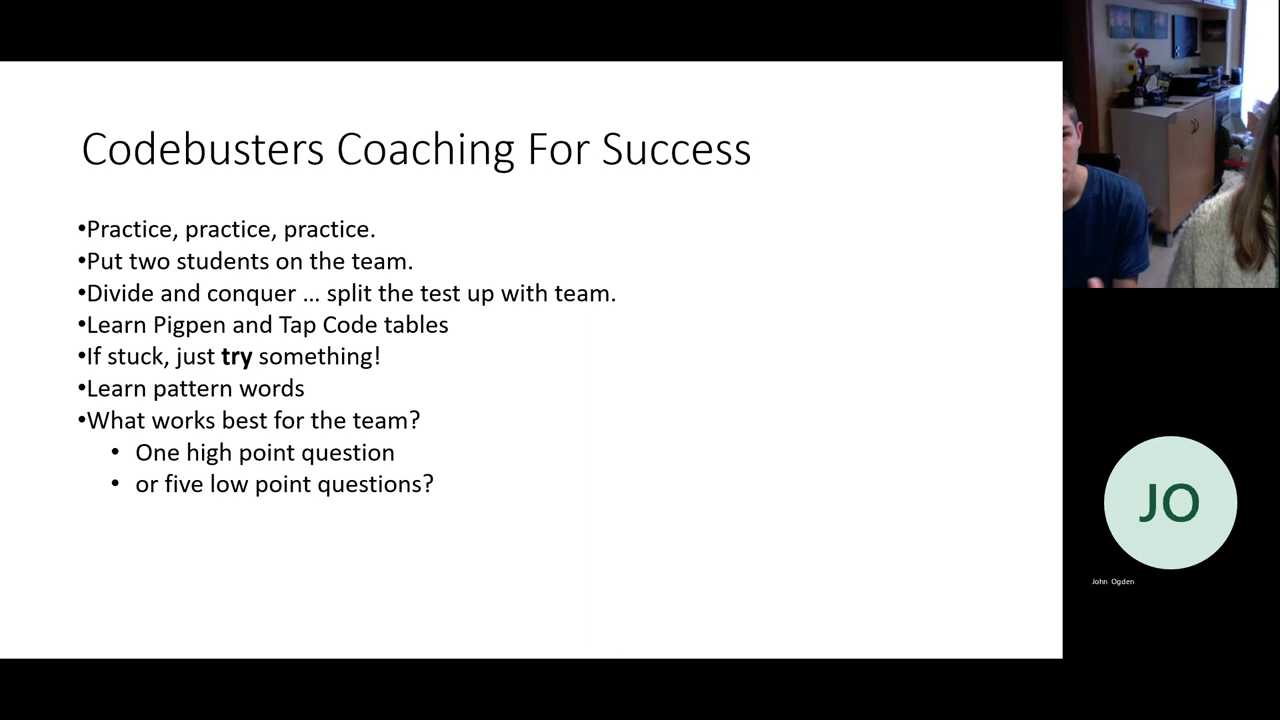 Codebusters Coaching For Success
•Practice, practice, practice.
•Put two students on the team.
•Divide and conquer … split the test up with team.
•Learn Pigpen and Tap Code tables
•If stuck, just try something!
•Learn pattern words
•What works best for the team?
• One high point question
• or five low point questions?
JO
John Ogden